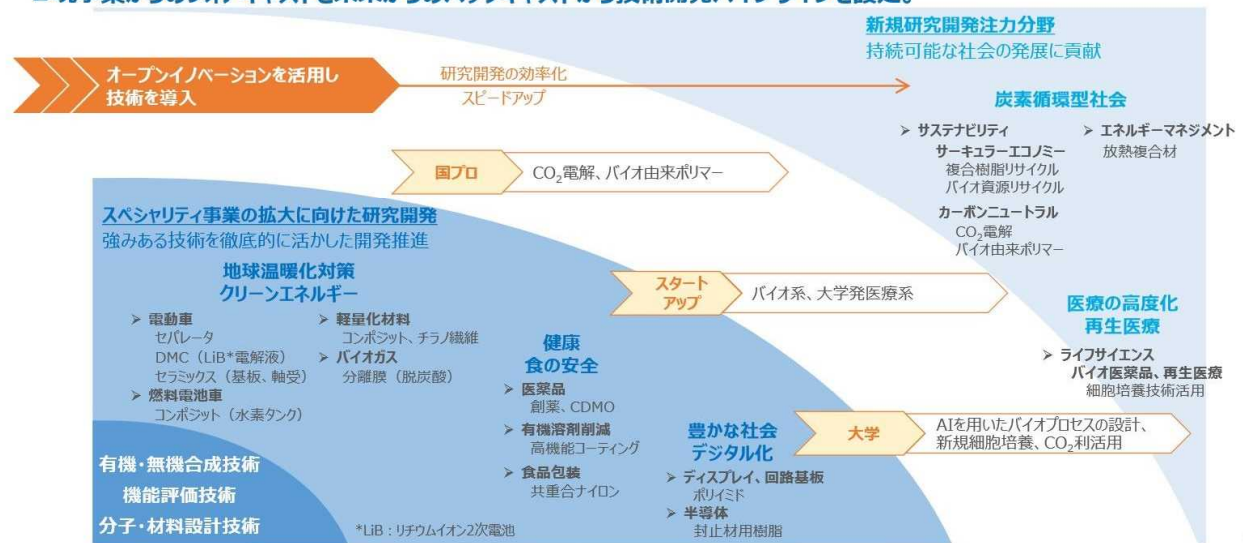 新規研究開発注力分野
持続可能な社会の発展に貢献
オープンイノベーションを活用し
技術を導入
研究開発の効率化
スピードアップ
炭素循環型社会
➢ サステナビリティ
サーキュラーエコノミー
複合樹脂リサイクル
バイオ資源リサイクル
カーボンニュートラル
CO₂電解
バイオ由来ポリマー
➢ エネルギーマネジメント
放熱複合材
国プロ
CO₂電解、バイオ由来ポリマー
スペシャリティ事業の拡大に向けた研究開発
強みある技術を徹底的に活かした開発推進
地球温暖化対策
クリーンエネルギー
➢ 電動車
セパレータ
DMC（LiB*電解液）
セラミックス（基板、軸受）
➢ 燃料電池車
コンポジット（水素タンク）
➢ 軽量化材料
コンポジット、チラノ繊維
➢ バイオガス
分離膜（脱炭酸）
スタート
アップ
バイオ系、大学発医療系
健康
食の安全
➢ 医薬品
創薬、CDMO
➢ 有機溶剤削減
高機能コーティング
➢ 食品包装
共重合ナイロン
医療の高度化
再生医療
➢ ライフサイエンス
バイオ医薬品、再生医療
細胞培養技術活用
豊かな社会
デジタル化
➢ ディスプレイ、回路基板
ポリイミド
➢ 半導体
封止材用樹脂
大学
AIを用いたバイオプロセスの設計、
新規細胞培養、CO₂利活用
有機・無機合成技術
機能評価技術
分子・材料設計技術
*LiB：リチウムイオン2次電池